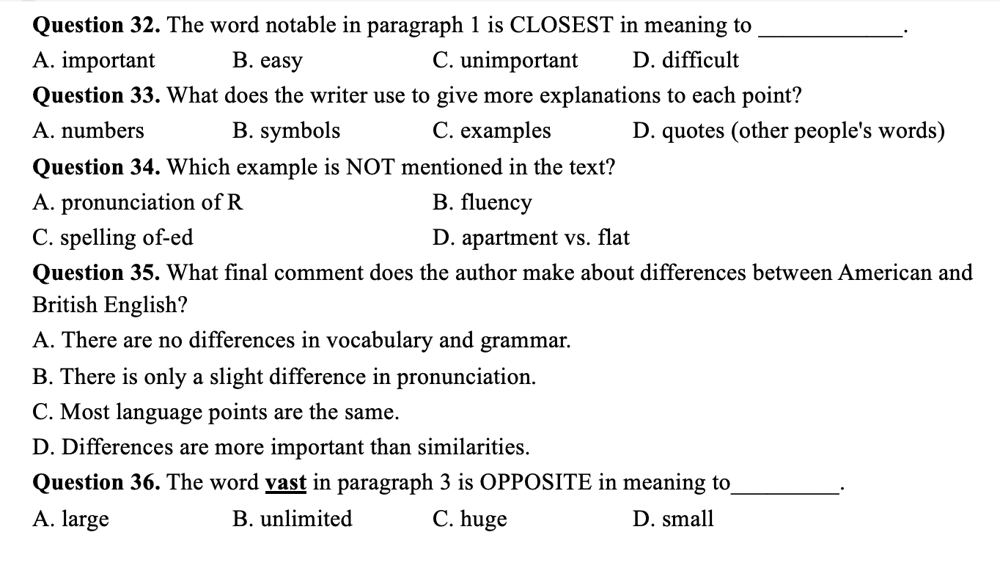 Question 32. The word notable in paragraph 1 is CLOSEST in meaning to ____________.
A. important B. easy C. unimportant D. difficult
Question 33. What does the writer use to give more explanations to each point?
A. numbers B. symbols C. examples D. quotes (other people's words)
Question 34. Which example is NOT mentioned in the text?
A. pronunciation of R B. fluency
C. spelling of-ed D. apartment vs. flat
Question 35. What final comment does the author make about differences between American and
British English?
A. There are no differences in vocabulary and grammar.
B. There is only a slight difference in pronunciation.
C. Most language points are the same.
D. Differences are more important than similarities.
Question 36. The word vast in paragraph 3 is OPPOSITE in meaning to_________.
A. large B. unlimited C. huge D. small